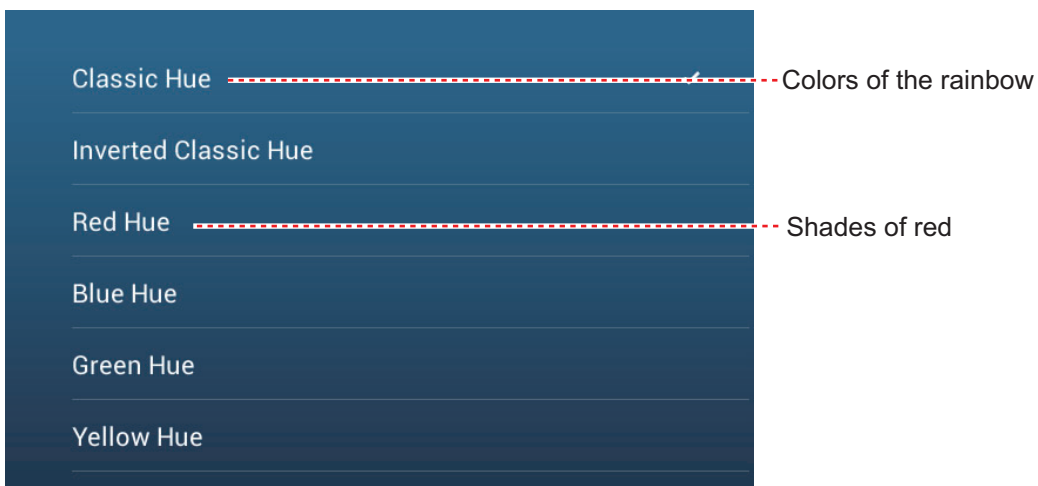 Classic Hue
Colors of the rainbow
Inverted Classic Hue
Red Hue
Shades of red
Blue Hue
Green Hue
Yellow Hue